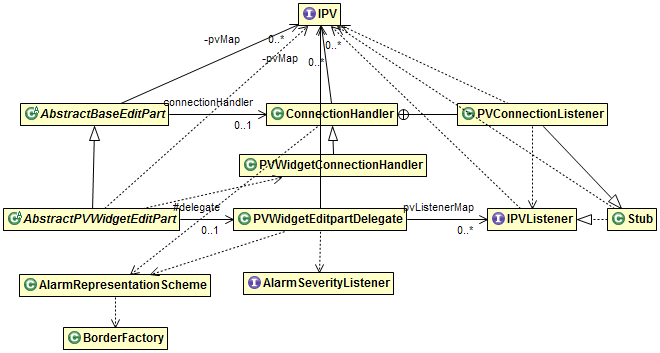 IPV
-pvMap
0..*
0..*
-pvMap
0..*
AbstractBaseEditPart
connectionHandler
0..1
ConnectionHandler
PVConnectionListener
PVWidgetConnectionHandler
AbstractPVWidgetEditPart
#delegate
0..1
PVWidgetEditpartDelegate
pvListenerMap
0..*
IPVListener
Stub
AlarmRepresentationScheme
AlarmSeverityListener
BorderFactory